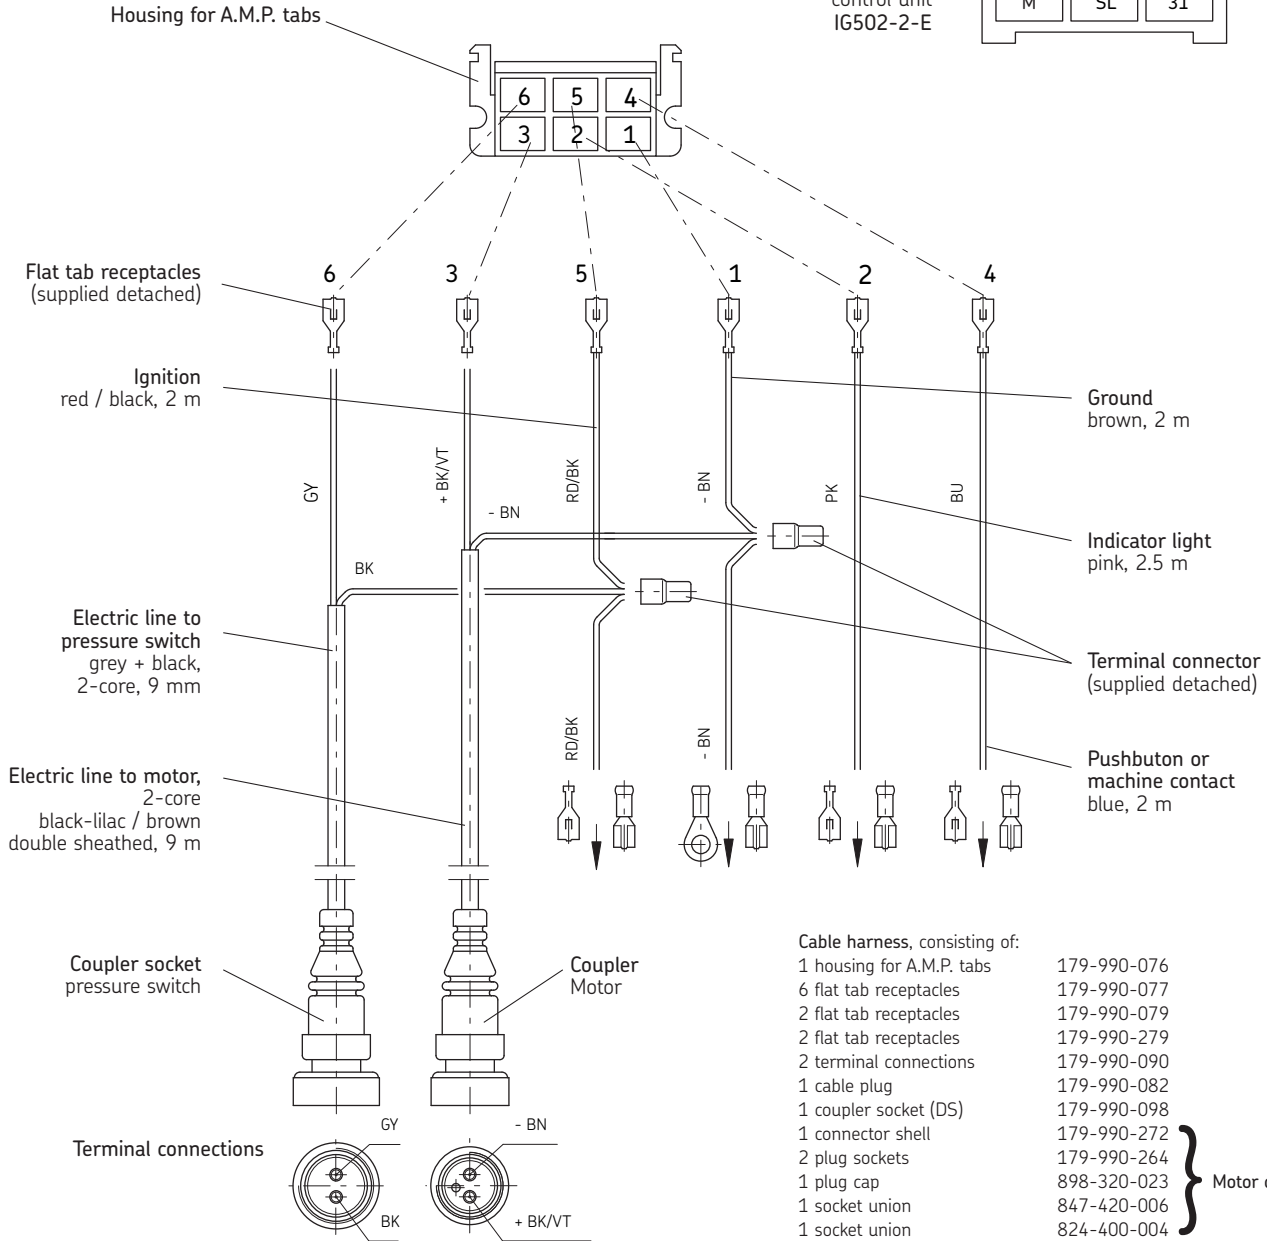 Housing for A.M.P. tabs
control unit
IG502-2-E
M SL 31
6 5 4
3 2 1
6 3 5 1 2 4
Flat tab receptacles
(supplied detached)
Ignition
red / black, 2 m
Ground
brown, 2 m
GY
+ BK/VT
RD/BK
- BN
PK
BU
- BN
BK
Indicator light
pink, 2.5 m
Electric line to
pressure switch
grey + black,
2-core, 9 mm
Terminal connector
(supplied detached)
RD/BK
- BN
Electric line to motor,
2-core
black-lilac / brown
double sheathed, 9 m
Pushbuton or
machine contact
blue, 2 m
Coupler socket
pressure switch
Coupler
Motor
Terminal connections
GY
BK
- BN
+ BK/VT
Cable harness, consisting of:
1 housing for A.M.P. tabs 179-990-076
6 flat tab receptacles 179-990-077
2 flat tab receptacles 179-990-079
2 flat tab receptacles 179-990-279
2 terminal connections 179-990-090
1 cable plug 179-990-082
1 coupler socket (DS) 179-990-098
1 connector shell 179-990-272
2 plug sockets 179-990-264
1 plug cap 898-320-023
Motor
1 socket union 847-420-006
1 socket union 824-400-004